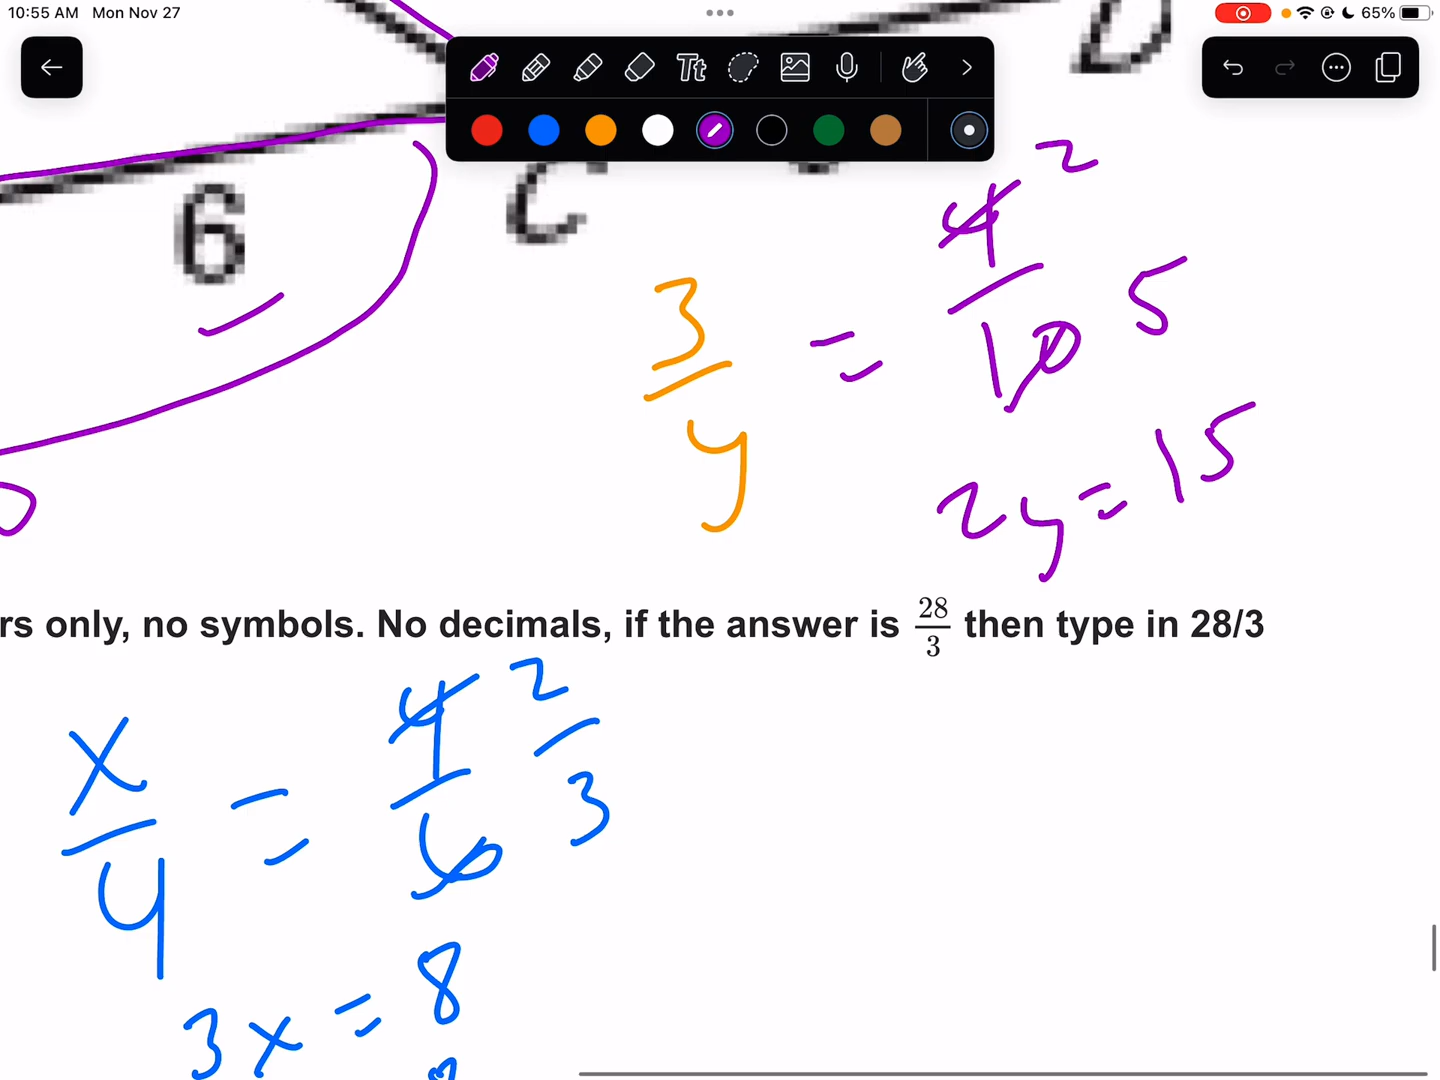 10:55 AM Mon Nov 27
65%
Tt
D
6
C
3/y = 4/10 2 5
2y = 15
rs only, no symbols. No decimals, if the answer is 28/3 then type in 28/3
x/4 = 4/6 2/3
3x = 8